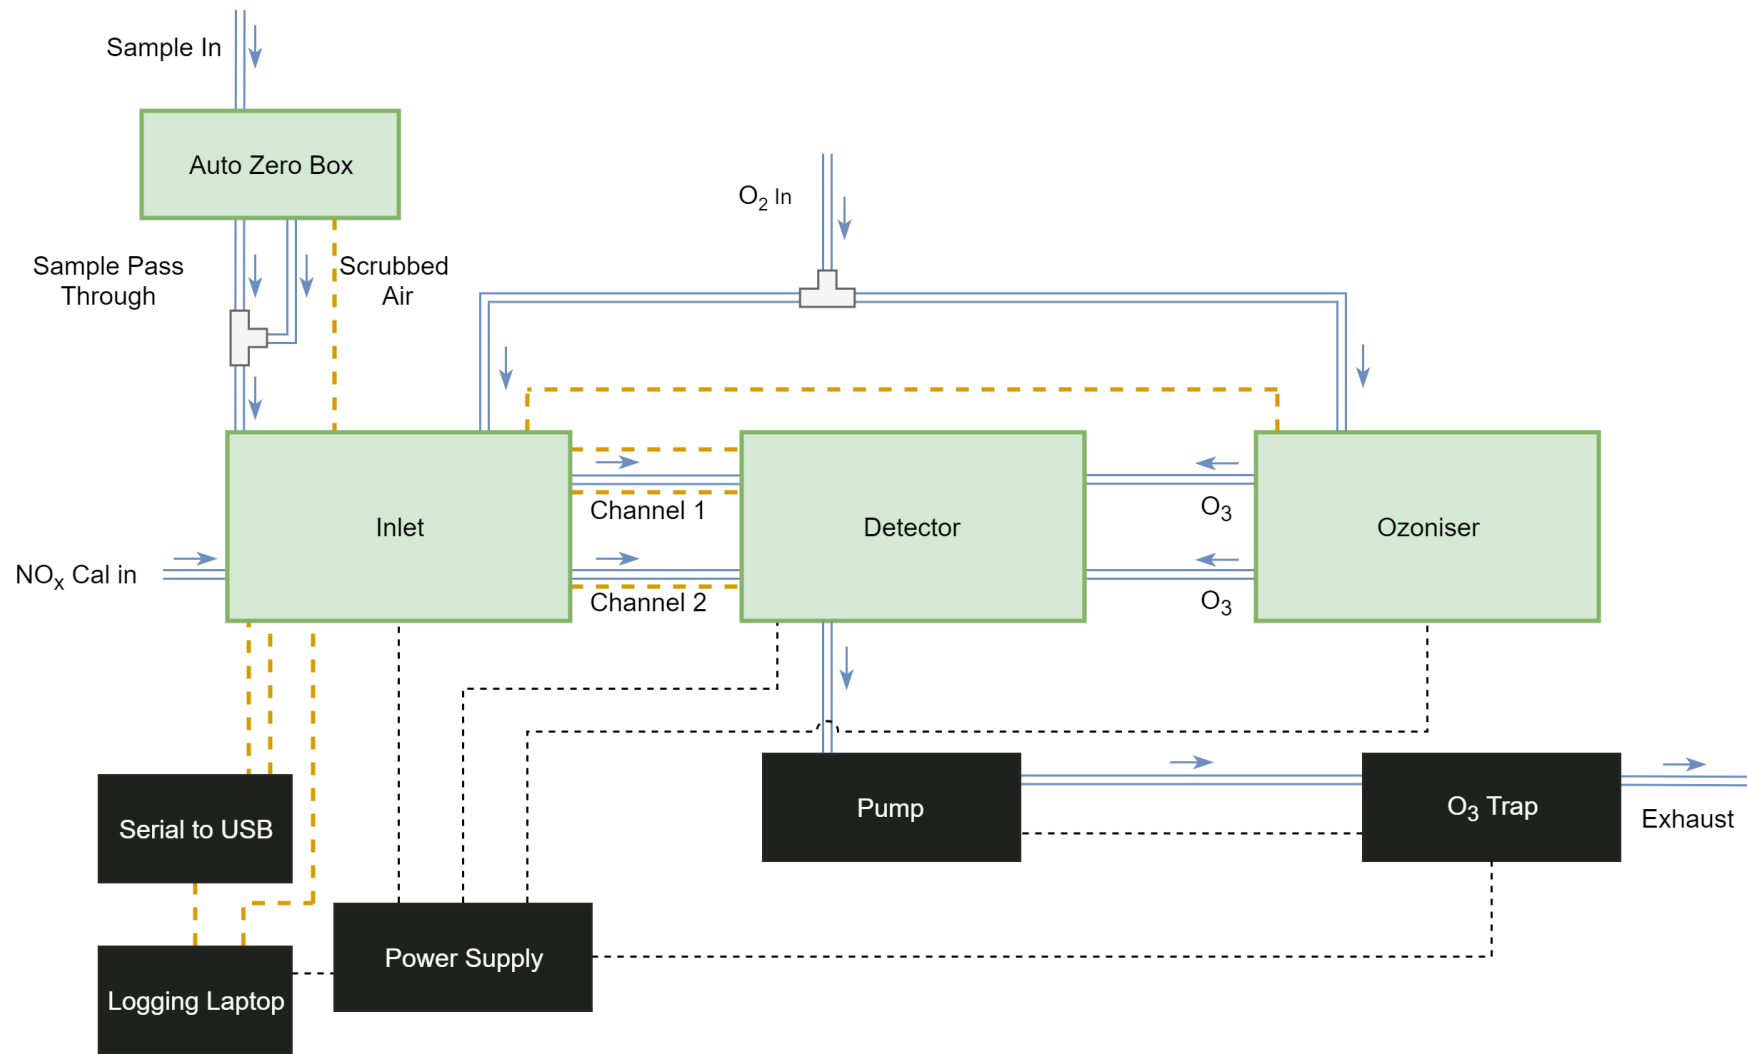 Sample In
Auto Zero Box
O₂ In
Sample Pass
Through
Scrubbed
Air
Inlet
Channel 1
Channel 2
Detector
O₃
O₃
Ozoniser
NOₓ Cal in
Serial to USB
Pump
O₃ Trap
Exhaust
Power Supply
Logging Laptop